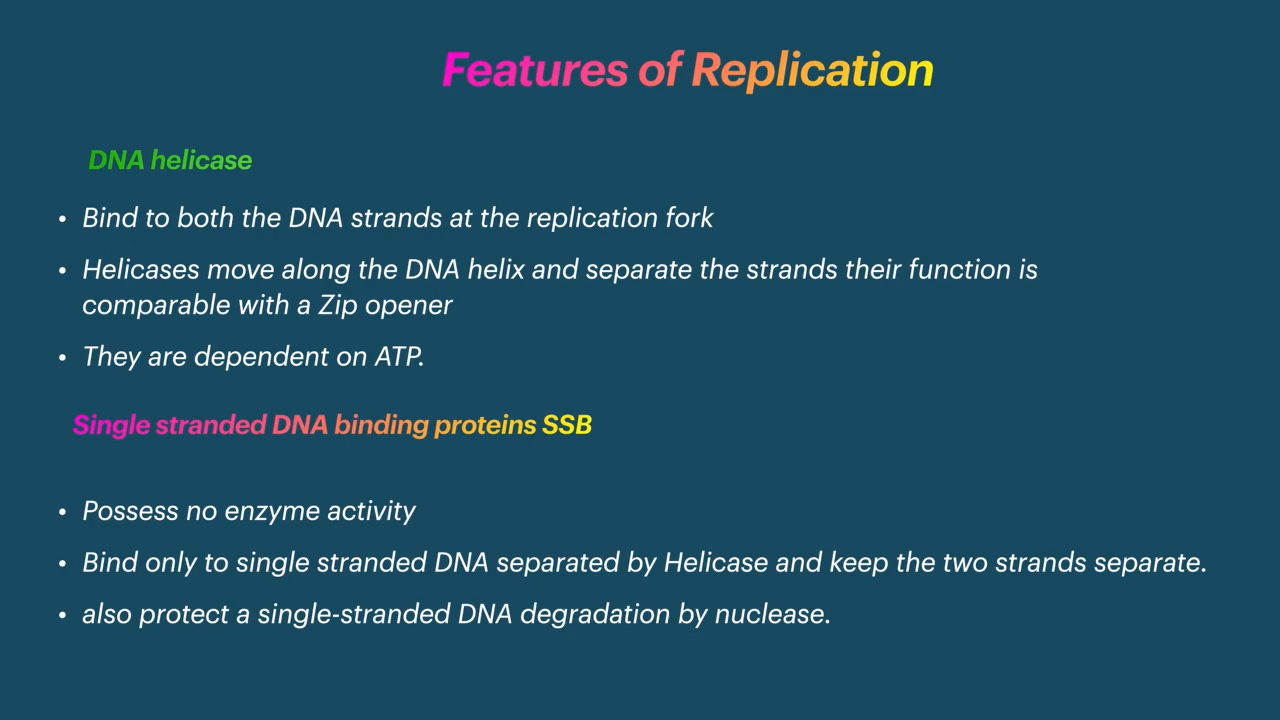 Features of Replication
DNA helicase
• Bind to both the DNA strands at the replication fork
• Helicases move along the DNA helix and separate the strands their function is
comparable with a Zip opener
• They are dependent on ATP.
Single stranded DNA binding proteins SSB
• Possess no enzyme activity
• Bind only to single stranded DNA separated by Helicase and keep the two strands separate.
• also protect a single-stranded DNA degradation by nuclease.